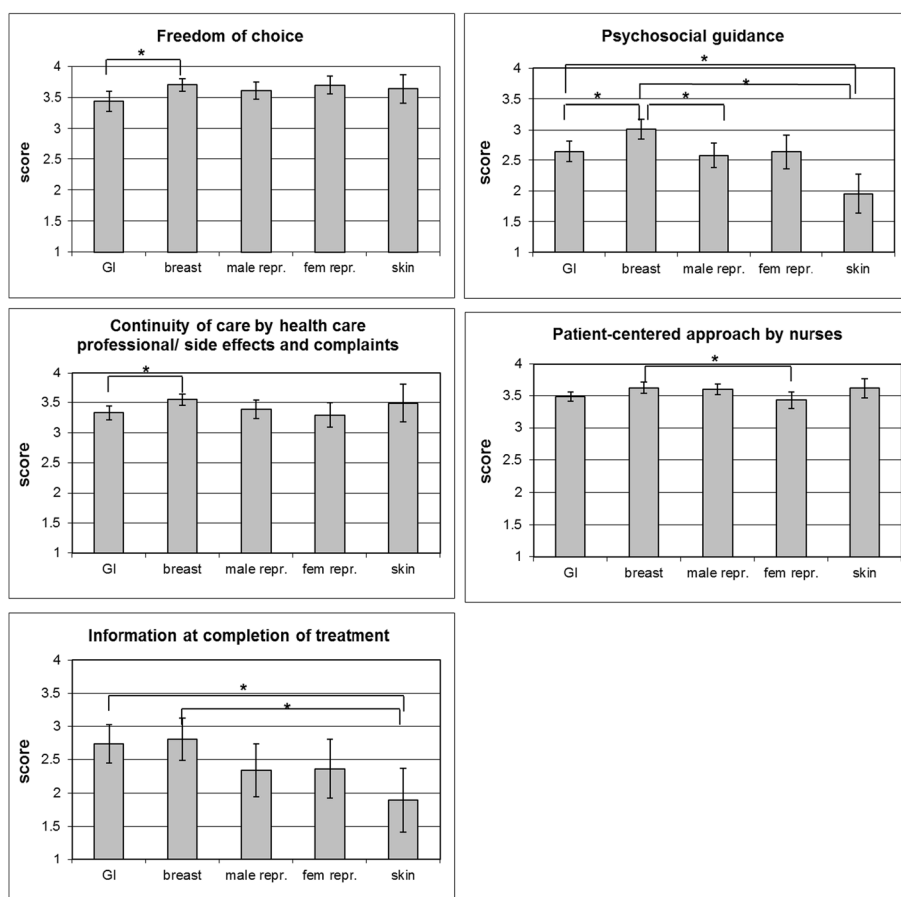 Freedom of choice
*
4
3.5
3
2.5
2
1.5
1
score
GI breast male repr. fem repr. skin
Psychosocial guidance
*
*
* *
4
3.5
3
2.5
2
1.5
1
score
GI breast male repr. fem repr. skin
Continuity of care by health care
professional/ side effects and complaints
*
4
3.5
3
2.5
2
1.5
1
score
GI breast male repr. fem repr. skin
Patient-centered approach by nurses
*
4
3.5
3
2.5
2
1.5
1
score
GI breast male repr. fem repr. skin
Information at completion of treatment
*
*
4
3.5
3
2.5
2
1.5
1
score
GI breast male repr. fem repr. skin